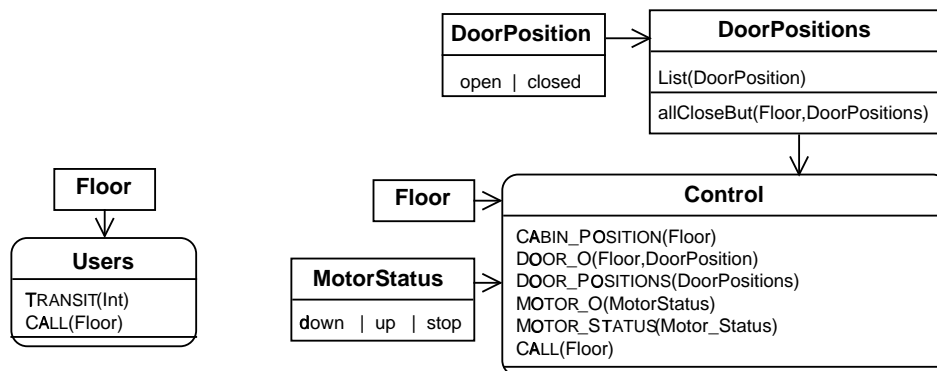 DoorPosition
open | closed
DoorPositions
List(DoorPosition)
allCloseBut(Floor,DoorPositions)
Floor
Users
TRANSIT(Int)
CALL(Floor)
Floor
MotorStatus
down | up | stop
Control
CABIN_POSITION(Floor)
DOOR_O(Floor,DoorPosition)
DOOR_POSITIONS(DoorPositions)
MOTOR_O(MotorStatus)
MOTOR_STATUS(Motor_Status)
CALL(Floor)